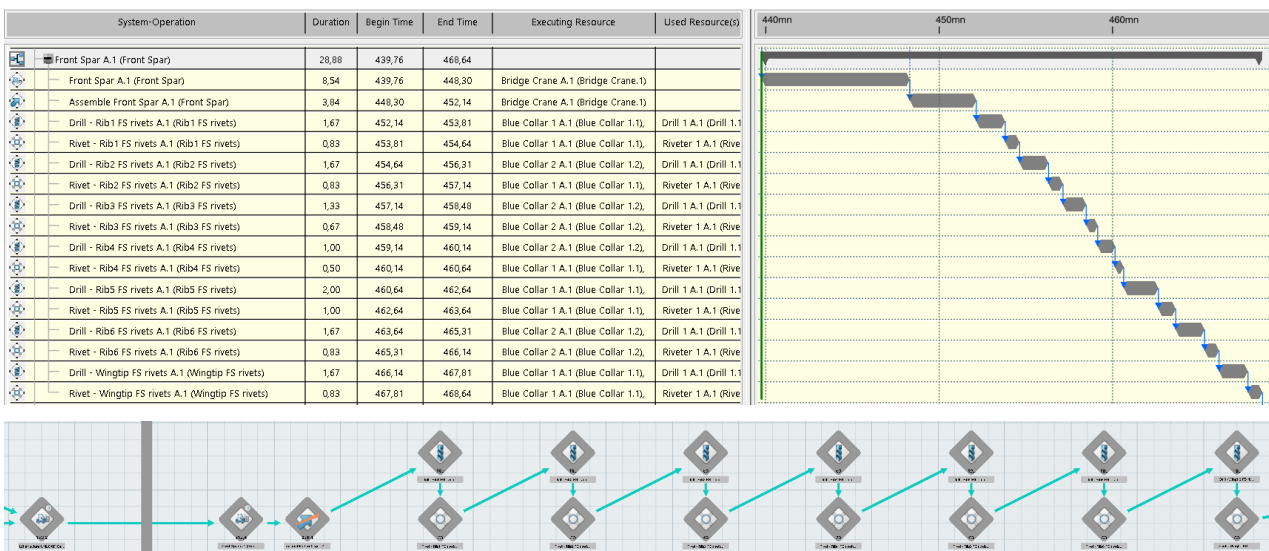 System-Operation Duration Begin Time End Time Executing Resource Used Resource(s) 440mn 450mn 460mn
Front Spar A.1 (Front Spar) 28,88 439,76 468,64
Front Spar A.1 (Front Spar) 8,54 439,76 448,30 Bridge Crane A.1 (Bridge Crane.1)
Assemble Front Spar A.1 (Front Spar) 3,84 448,30 452,14 Bridge Crane A.1 (Bridge Crane.1)
Drill - Rib1 FS rivets A.1 (Rib1 FS rivets) 1,67 452,14 453,81 Blue Collar 1 A.1 (Blue Collar 1.1), Drill 1 A.1 (Drill 1.1
Rivet - Rib1 FS rivets A.1 (Rib1 FS rivets) 0,83 453,81 454,64 Blue Collar 1 A.1 (Blue Collar 1.1), Riveter 1 A.1 (Rive
Drill - Rib2 FS rivets A.1 (Rib2 FS rivets) 1,67 454,64 456,31 Blue Collar 2 A.1 (Blue Collar 1.2), Drill 1 A.1 (Drill 1.1
Rivet - Rib2 FS rivets A.1 (Rib2 FS rivets) 0,83 456,31 457,14 Blue Collar 1 A.1 (Blue Collar 1.1), Riveter 1 A.1 (Rive
Drill - Rib3 FS rivets A.1 (Rib3 FS rivets) 1,33 457,14 458,48 Blue Collar 2 A.1 (Blue Collar 1.2), Drill 1 A.1 (Drill 1.1
Rivet - Rib3 FS rivets A.1 (Rib3 FS rivets) 0,67 458,48 459,14 Blue Collar 2 A.1 (Blue Collar 1.2), Riveter 1 A.1 (Rive
Drill - Rib4 FS rivets A.1 (Rib4 FS rivets) 1,00 459,14 460,14 Blue Collar 2 A.1 (Blue Collar 1.2), Drill 1 A.1 (Drill 1.1
Rivet - Rib4 FS rivets A.1 (Rib4 FS rivets) 0,50 460,14 460,64 Blue Collar 1 A.1 (Blue Collar 1.1), Riveter 1 A.1 (Rive
Drill - Rib5 FS rivets A.1 (Rib5 FS rivets) 2,00 460,64 462,64 Blue Collar 1 A.1 (Blue Collar 1.1), Drill 1 A.1 (Drill 1.1
Rivet - Rib5 FS rivets A.1 (Rib5 FS rivets) 1,00 462,64 463,64 Blue Collar 1 A.1 (Blue Collar 1.1), Riveter 1 A.1 (Rive
Drill - Rib6 FS rivets A.1 (Rib6 FS rivets) 1,67 463,64 465,31 Blue Collar 2 A.1 (Blue Collar 1.2), Drill 1 A.1 (Drill 1.1
Rivet - Rib6 FS rivets A.1 (Rib6 FS rivets) 0,83 465,31 466,14 Blue Collar 2 A.1 (Blue Collar 1.2), Riveter 1 A.1 (Rive
Drill - Wingtip FS rivets A.1 (Wingtip FS rivets) 1,67 466,14 467,81 Blue Collar 1 A.1 (Blue Collar 1.1), Drill 1 A.1 (Drill 1.1
Rivet - Wingtip FS rivets A.1 (Wingtip FS rivets) 0,83 467,81 468,64 Blue Collar 1 A.1 (Blue Collar 1.1), Riveter 1 A.1 (Rive